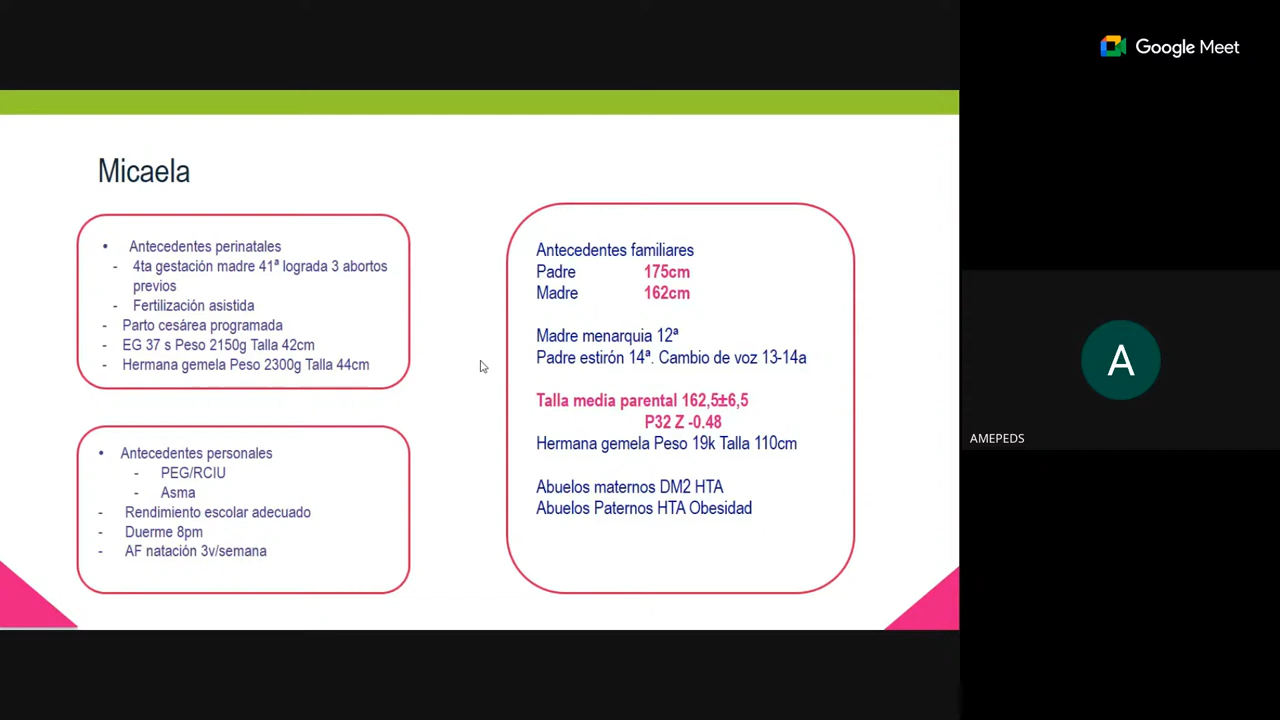 Google Meet
Micaela
• Antecedentes perinatales
- 4ta gestación madre 41ª lograda 3 abortos
previos
- Fertilización asistida
- Parto cesárea programada
- EG 37 s Peso 2150g Talla 42cm
- Hermana gemela Peso 2300g Talla 44cm
• Antecedentes personales
- PEG/RCIU
- Asma
- Rendimiento escolar adecuado
- Duerme 8pm
- AF natación 3v/semana
Antecedentes familiares
Padre 175cm
Madre 162cm
Madre menarquia 12ª
Padre estirón 14ª. Cambio de voz 13-14a
Talla media parental 162,5±6,5
P32 Z -0.48
Hermana gemela Peso 19k Talla 110cm
Abuelos maternos DM2 HTA
Abuelos Paternos HTA Obesidad
A
AMEPEDS